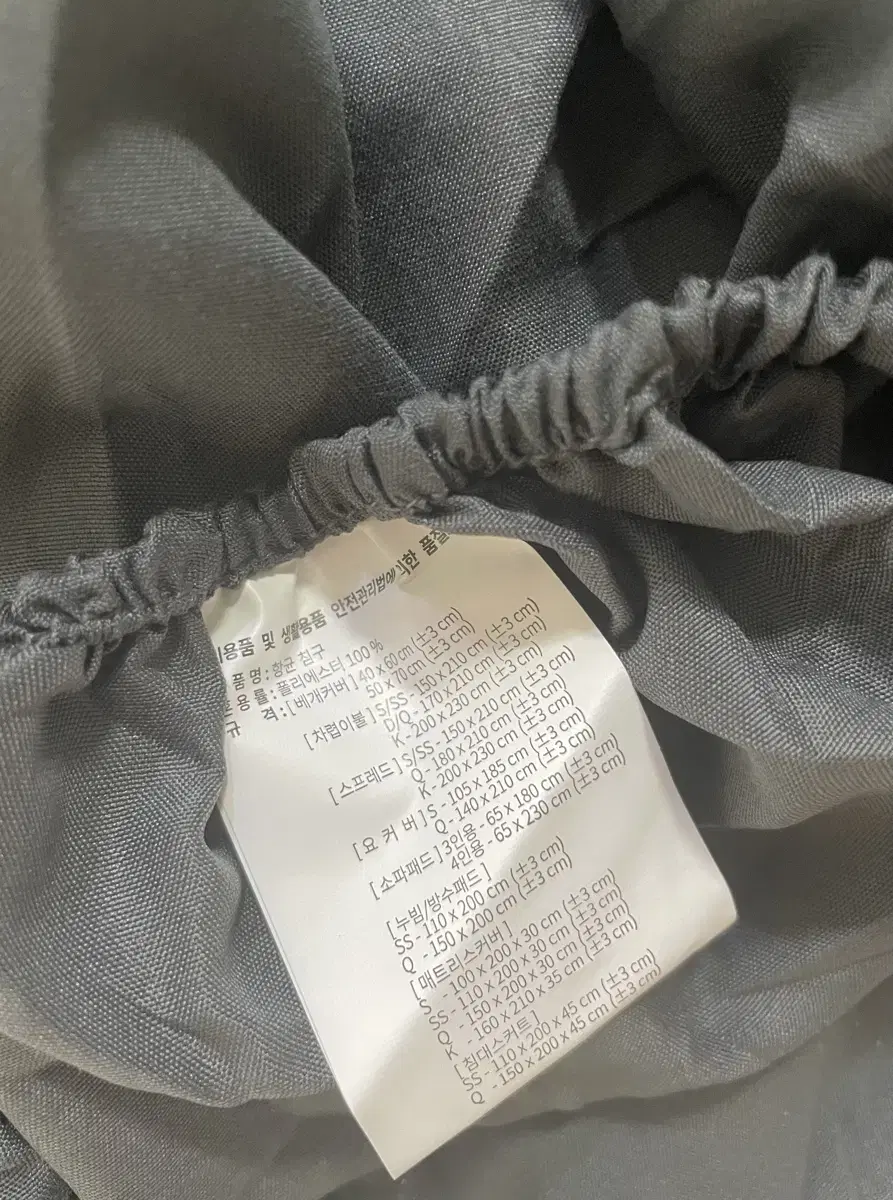 용품 및 생활용품 안전관리법에 한 품질
품 명 : 항균 침구
용 률 : 폴리에스터 100 %
규 격 : [베개커버] 40 x 60 cm (±3 cm)
50 x 70 cm (±3 cm)
[차렵이불] S/SS - 150 x 210 cm (±3 cm)
D/Q - 170 x 210 cm (±3 cm)
K - 200 x 230 cm (±3 cm)
[스프레드] S/SS - 150 x 210 cm (±3 cm)
Q - 180 x 210 cm (±3 cm)
K - 200 x 230 cm (±3 cm)
[요 커 버] S - 105 x 185 cm (±3 cm)
Q - 140 x 210 cm (±3 cm)
[소파패드] 3인용 - 65 x 180 cm (±3 cm)
4인용 - 65 x 230 cm (±3 cm)
[누빔/방수패드]
SS - 110 x 200 cm (±3 cm)
Q - 150 x 200 cm (±3 cm)
[매트리스커버]
S - 100 x 200 x 30 cm (±3 cm)
SS - 110 x 200 x 30 cm (±3 cm)
Q - 150 x 200 x 30 cm (±3 cm)
K - 160 x 210 x 35 cm (±3 cm)
[침대스커트]
SS - 110 x 200 x 45 cm (±3 cm)
Q - 150 x 200 x 45 cm (±3 cm)